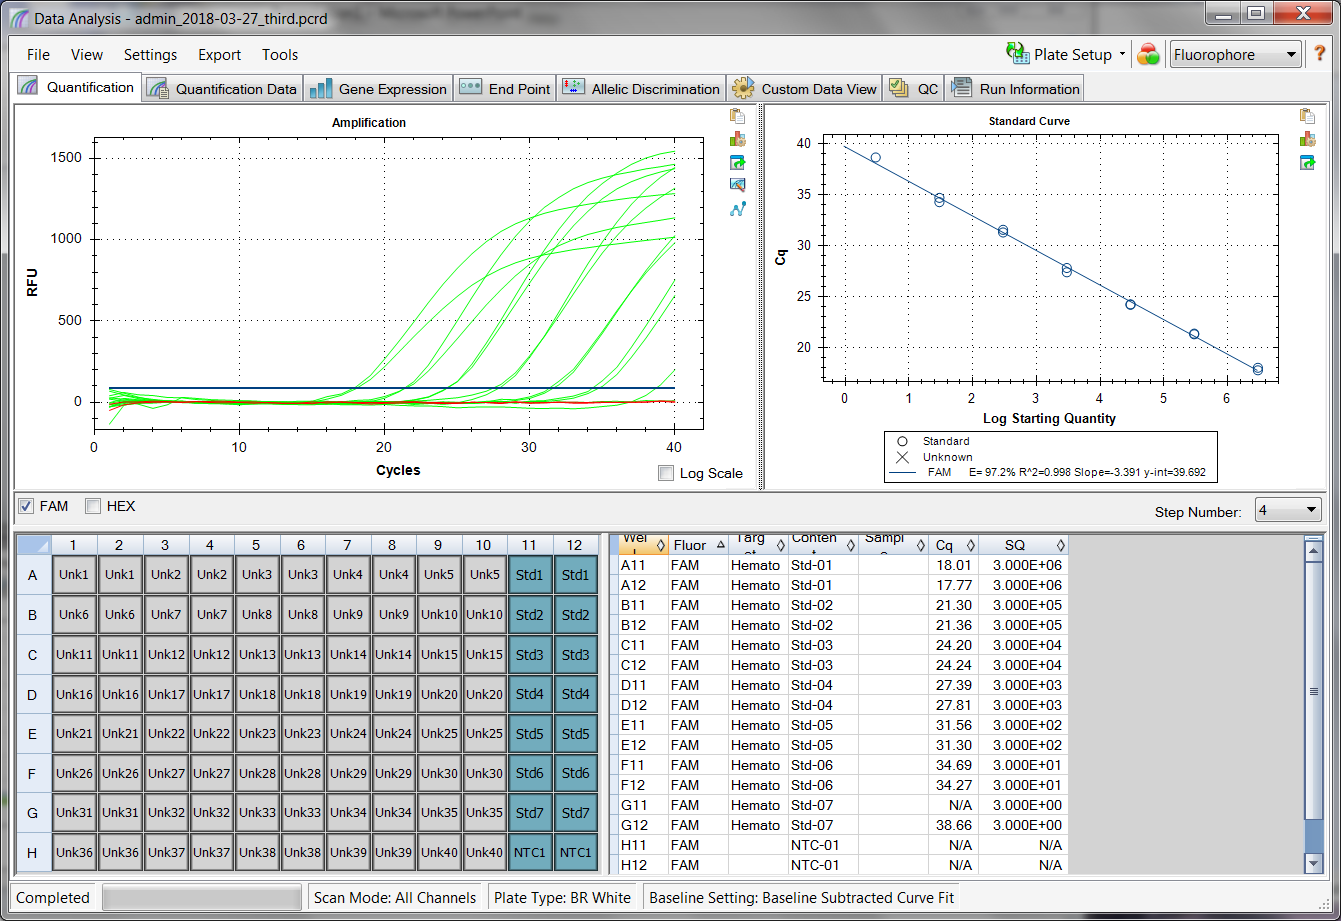 Data Analysis - admin_2018-03-27_third.pcrd
File View Settings Export Tools Plate Setup Fluorophore ?
Quantification Quantification Data Gene Expression End Point Allelic Discrimination Custom Data View QC Run Information
Amplification
1500
1000
500
0
RFU
0 10 20 30 40
Cycles
Log Scale
Standard Curve
40
35
30
25
20
Cq
0 1 2 3 4 5 6
Log Starting Quantity
Standard
Unknown
FAM E= 97.2% R^2=0.998 Slope=-3.391 y-int=39.692
FAM HEX
Step Number: 4
1 2 3 4 5 6 7 8 9 10 11 12
A Unk1 Unk1 Unk2 Unk2 Unk3 Unk3 Unk4 Unk4 Unk5 Unk5 Std1 Std1
B Unk6 Unk6 Unk7 Unk7 Unk8 Unk8 Unk9 Unk9 Unk10 Unk10 Std2 Std2
C Unk11 Unk11 Unk12 Unk12 Unk13 Unk13 Unk14 Unk14 Unk15 Unk15 Std3 Std3
D Unk16 Unk16 Unk17 Unk17 Unk18 Unk18 Unk19 Unk19 Unk20 Unk20 Std4 Std4
E Unk21 Unk21 Unk22 Unk22 Unk23 Unk23 Unk24 Unk24 Unk25 Unk25 Std5 Std5
F Unk26 Unk26 Unk27 Unk27 Unk28 Unk28 Unk29 Unk29 Unk30 Unk30 Std6 Std6
G Unk31 Unk31 Unk32 Unk32 Unk33 Unk33 Unk34 Unk34 Unk35 Unk35 Std7 Std7
H Unk36 Unk36 Unk37 Unk37 Unk38 Unk38 Unk39 Unk39 Unk40 Unk40 NTC1 NTC1
Fluor Cq SQ
A11 FAM Hemato Std-01 18.01 3.000E+06
A12 FAM Hemato Std-01 17.77 3.000E+06
B11 FAM Hemato Std-02 21.30 3.000E+05
B12 FAM Hemato Std-02 21.36 3.000E+05
C11 FAM Hemato Std-03 24.20 3.000E+04
C12 FAM Hemato Std-03 24.24 3.000E+04
D11 FAM Hemato Std-04 27.39 3.000E+03
D12 FAM Hemato Std-04 27.81 3.000E+03
E11 FAM Hemato Std-05 31.56 3.000E+02
E12 FAM Hemato Std-05 31.30 3.000E+02
F11 FAM Hemato Std-06 34.69 3.000E+01
F12 FAM Hemato Std-06 34.27 3.000E+01
G11 FAM Hemato Std-07 N/A 3.000E+00
G12 FAM Hemato Std-07 38.66 3.000E+00
H11 FAM NTC-01 N/A N/A
H12 FAM NTC-01 N/A N/A
Completed Scan Mode: All Channels Plate Type: BR White Baseline Setting: Baseline Subtracted Curve Fit